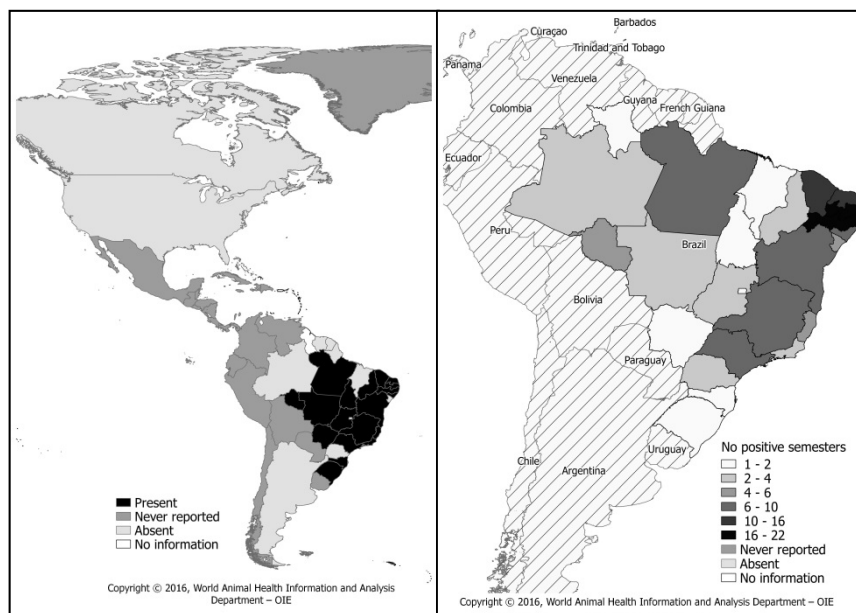 Present
Never reported
Absent
No information
Copyright © 2016, World Animal Health Information and Analysis
Department – OIE
Barbados
Curaçao
Trinidad and Tobago
Panama
Venezuela
Guyana
French Guiana
Colombia
Ecuador
Peru
Brazil
Bolivia
Paraguay
Chile
Argentina
Uruguay
No positive semesters
1 - 2
2 - 4
4 - 6
6 - 10
10 - 16
16 - 22
Never reported
Absent
No information
Copyright © 2016, World Animal Health Information and Analysis
Department – OIE